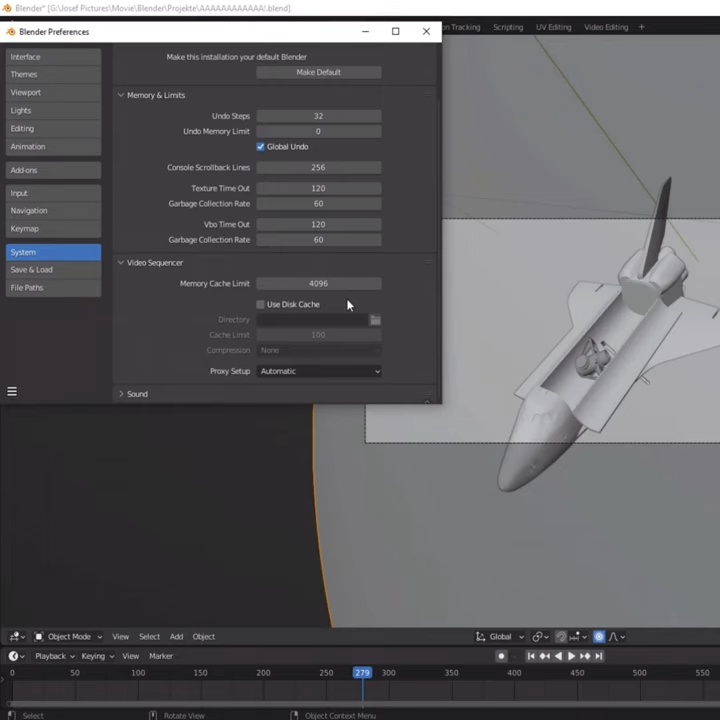 Blender* [G:\Josef Pictures\Movie\Blender\Projekte\AAAAAAAAAAAA!.blend]
Blender Preferences
on Tracking Scripting UV Editing Video Editing +
Interface
Themes
Viewport
Lights
Editing
Animation
Add-ons
Input
Navigation
Keymap
System
Save & Load
File Paths
Make this installation your default Blender
Make Default
Memory & Limits
Undo Steps 32
Undo Memory Limit 0
Global Undo
Console Scrollback Lines 256
Texture Time Out 120
Garbage Collection Rate 60
Vbo Time Out 120
Garbage Collection Rate 60
Video Sequencer
Memory Cache Limit 4096
Use Disk Cache
Directory
Cache Limit 100
Compression None
Proxy Setup Automatic
Sound
Object Mode View Select Add Object Global
Playback Keying View Marker
0 50 100 150 200 279 300 350 400 450 500 550
Select Rotate View Object Context Menu